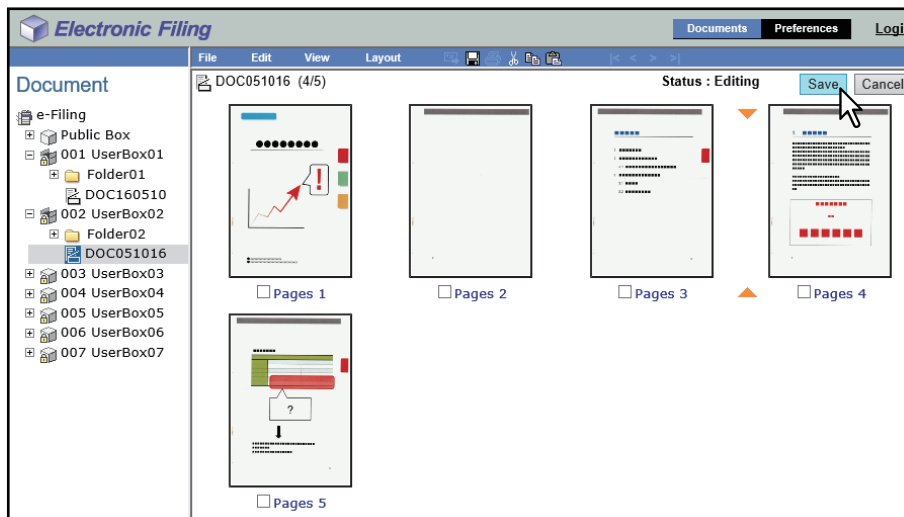 Electronic Filing
Documents
Preferences
Logi
File
Edit
View
Layout
|< < > >|
Document
DOC051016 (4/5)
Status : Editing
Save
Cancel
e-Filing
Public Box
001 UserBox01
Folder01
DOC160510
002 UserBox02
Folder02
DOC051016
003 UserBox03
004 UserBox04
005 UserBox05
006 UserBox06
007 UserBox07
!
Pages 1
Pages 2
Pages 3
Pages 4
?
Pages 5